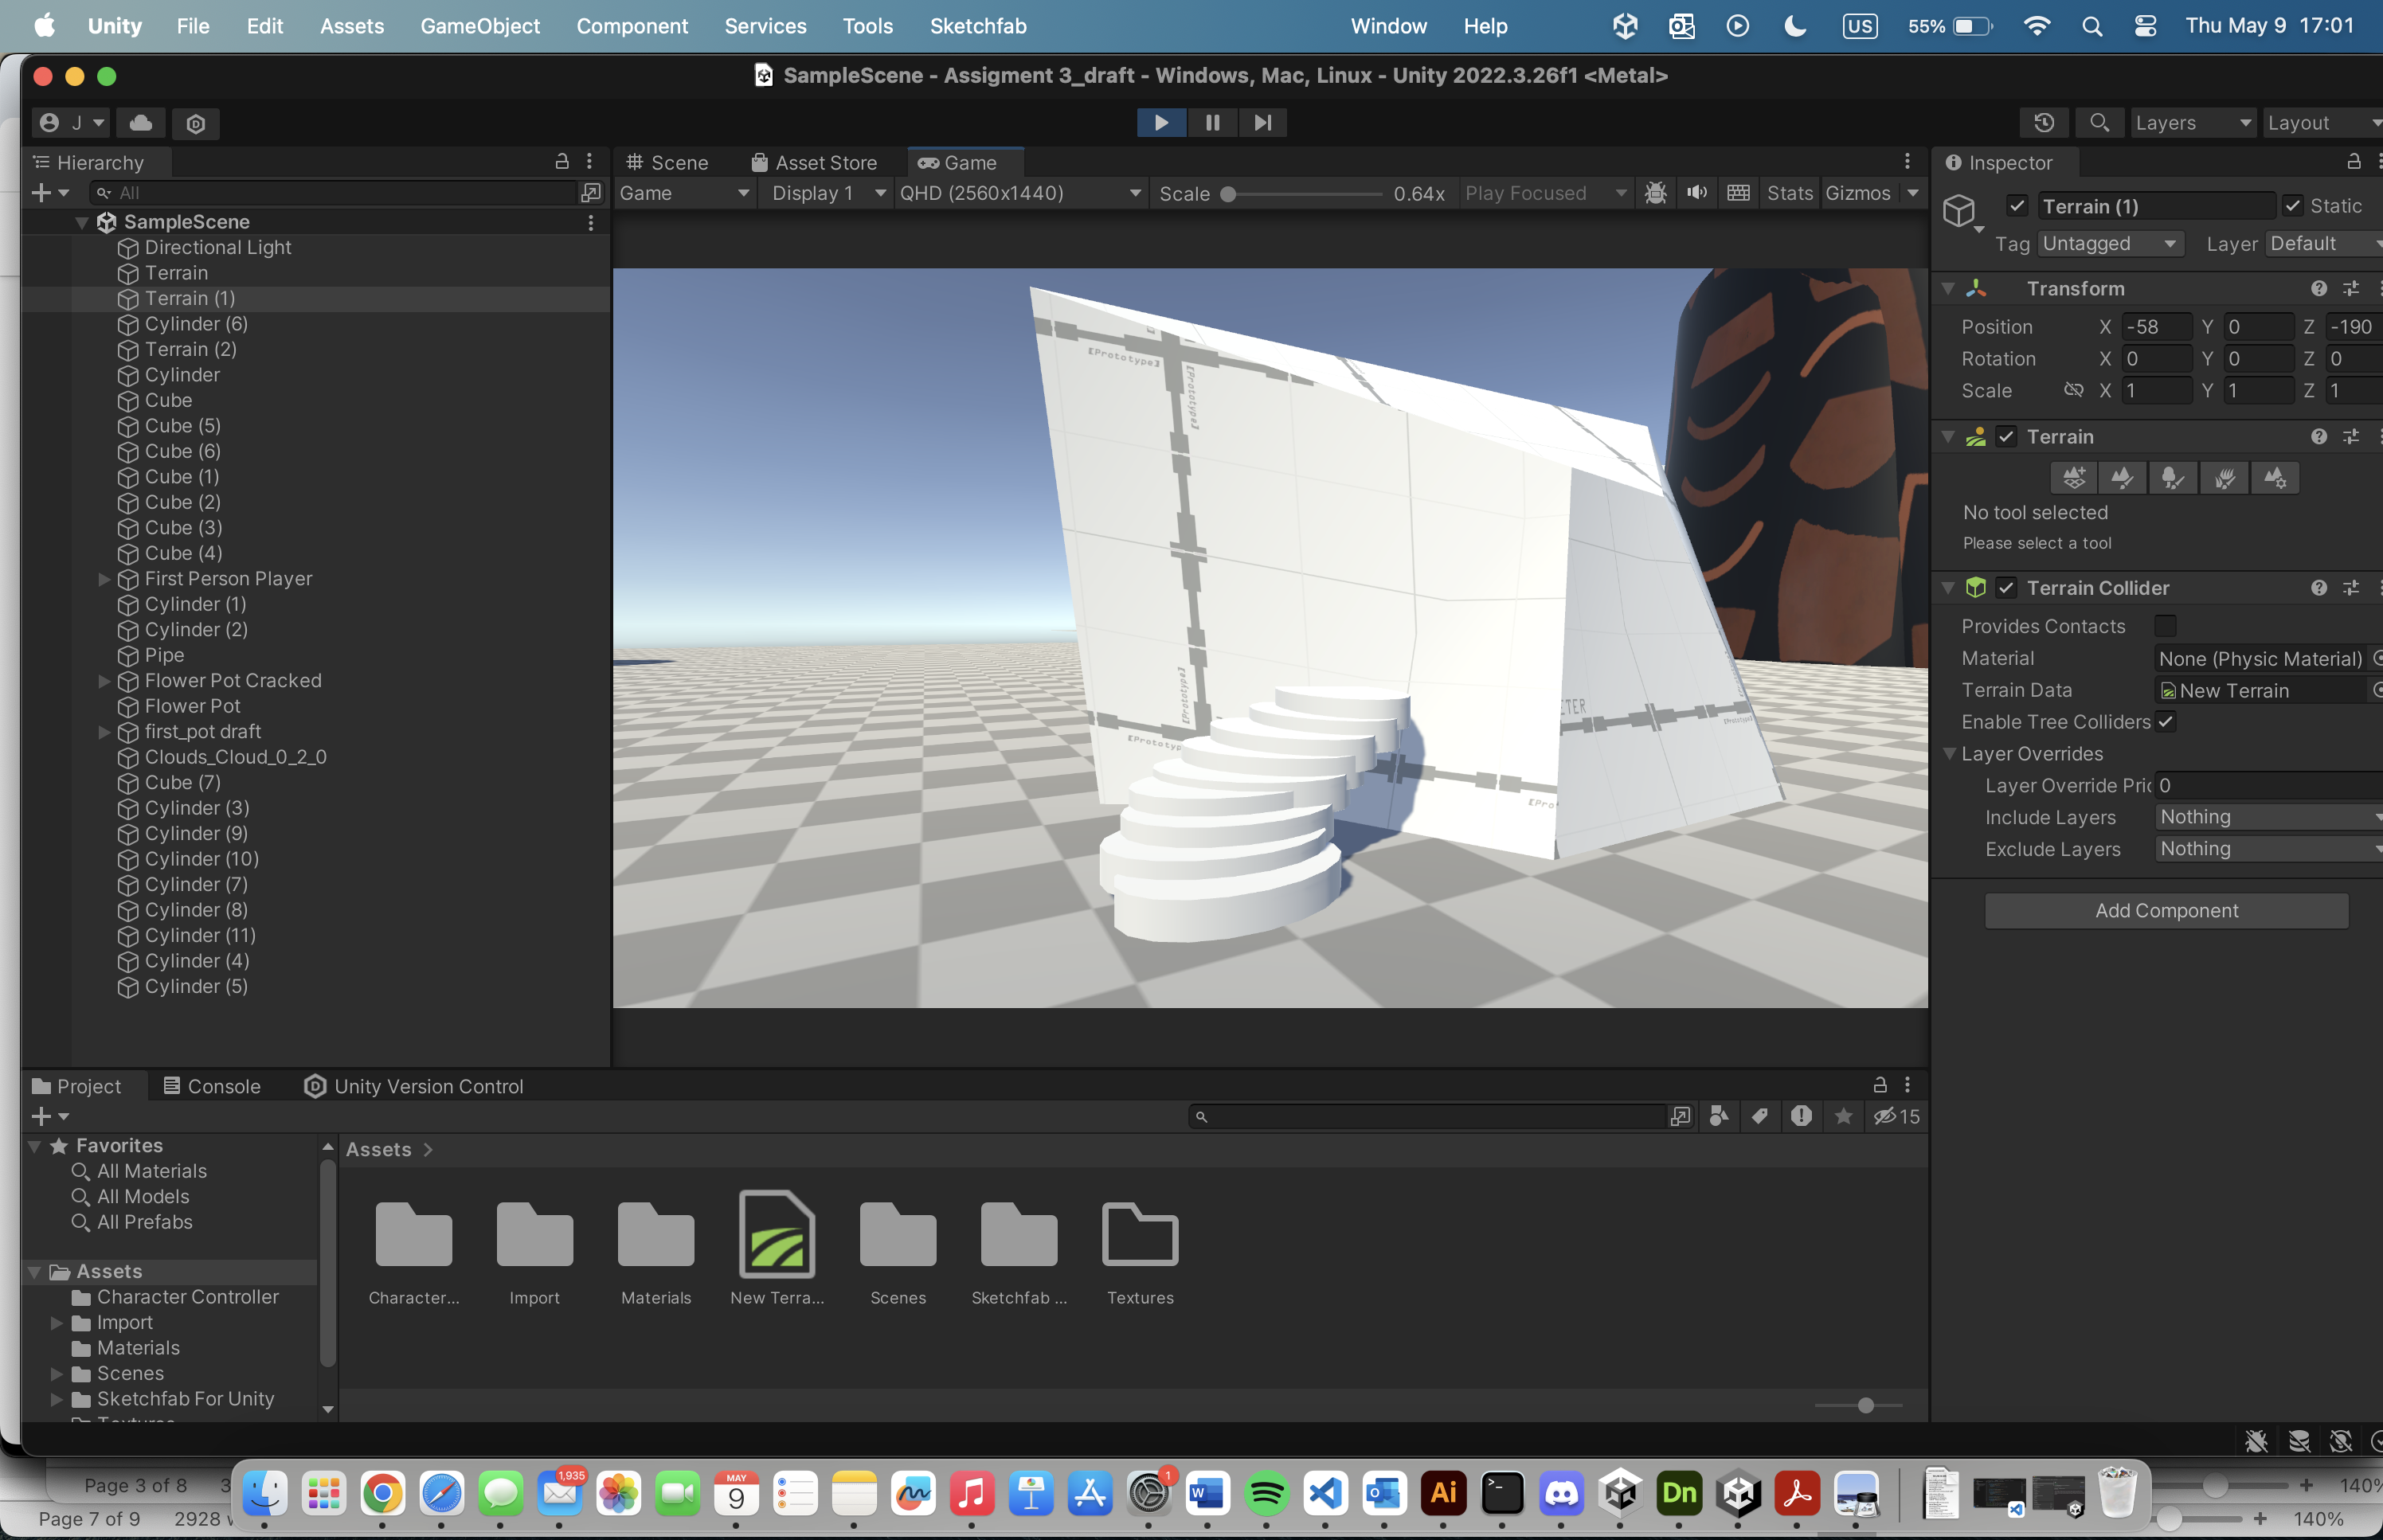 Unity File Edit Assets GameObject Component Services Tools Sketchfab Window Help US 55% Thu May 9 17:01
SampleScene - Assigment 3_draft - Windows, Mac, Linux - Unity 2022.3.26f1 <Metal>
J Layers Layout
Hierarchy
All
SampleScene
Directional Light
Terrain
Terrain (1)
Cylinder (6)
Terrain (2)
Cylinder
Cube
Cube (5)
Cube (6)
Cube (1)
Cube (2)
Cube (3)
Cube (4)
First Person Player
Cylinder (1)
Cylinder (2)
Pipe
Flower Pot Cracked
Flower Pot
first_pot draft
Clouds_Cloud_0_2_0
Cube (7)
Cylinder (3)
Cylinder (9)
Cylinder (10)
Cylinder (7)
Cylinder (8)
Cylinder (11)
Cylinder (4)
Cylinder (5)
Scene Asset Store Game
Game Display 1 QHD (2560x1440) Scale 0.64x Play Focused Stats Gizmos
[Prototype]
[Prototype]
[Prototype]
[Prototyp
[Proto
ETER
[Prototype]
Inspector
Terrain (1) Static
Tag Untagged Layer Default
Transform
Position X -58 Y 0 Z -190
Rotation X 0 Y 0 Z 0
Scale X 1 Y 1 Z 1
Terrain
No tool selected
Please select a tool
Terrain Collider
Provides Contacts
Material None (Physic Material)
Terrain Data New Terrain
Enable Tree Colliders
Layer Overrides
Layer Override Pric 0
Include Layers Nothing
Exclude Layers Nothing
Add Component
Project Console Unity Version Control
15
Favorites
All Materials
All Models
All Prefabs
Assets
Character Controller
Import
Materials
Scenes
Sketchfab For Unity
Textures
Assets >
Character... Import Materials New Terra... Scenes Sketchfab ... Textures
Page 3 of 8 3 140%
Page 7 of 9 2928 w 140%
1,935
MAY
9
1
W
Ai
Dn